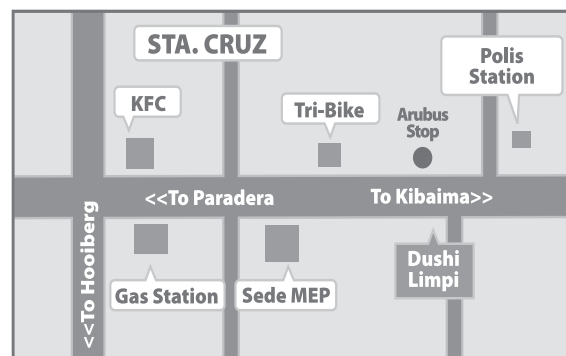 STA. CRUZ
Polis
Station
KFC
Tri-Bike
Arubus
Stop
<<To Paradera
To Kibaima>>
<<To Hooiberg
Gas Station
Sede MEP
Dushi
Limpi